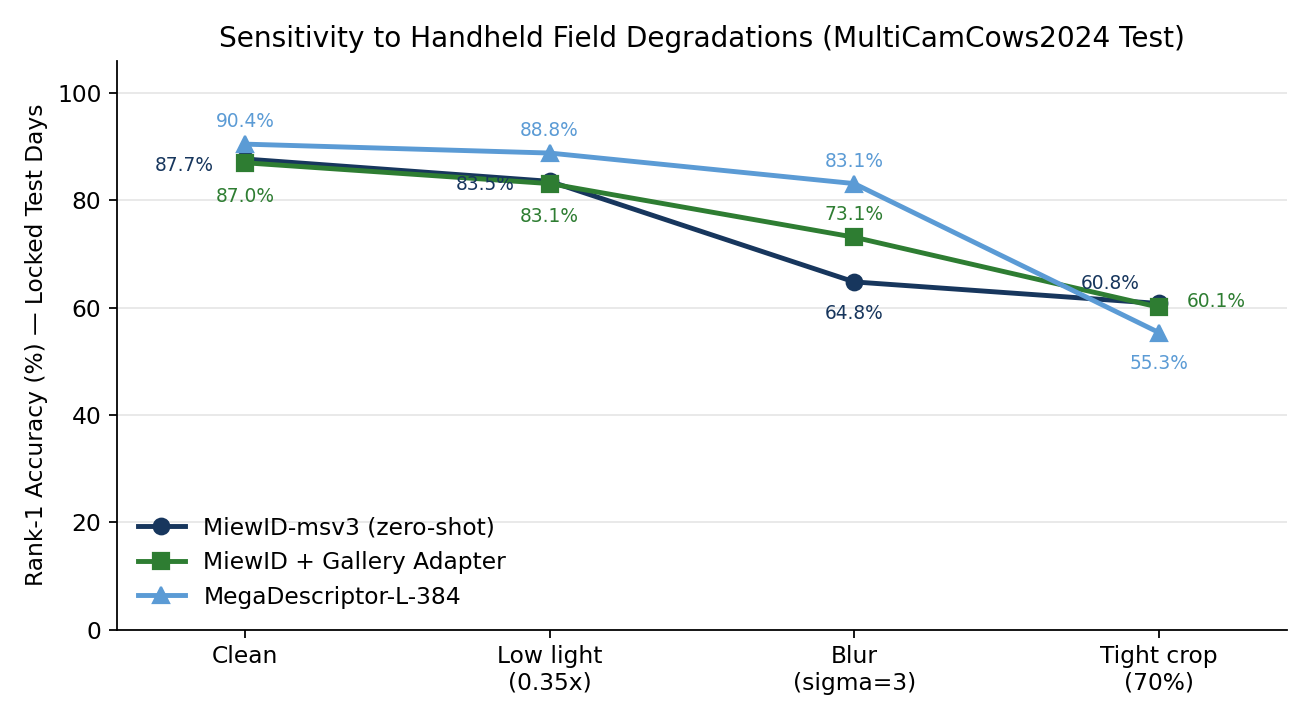 Sensitivity to Handheld Field Degradations (MultiCamCows2024 Test)
Rank-1 Accuracy (%) — Locked Test Days
100
80
60
40
20
0
90.4%
88.8%
83.1%
55.3%
87.7%
83.5%
64.8%
60.8%
87.0%
83.1%
73.1%
60.1%
MiewID-msv3 (zero-shot)
MiewID + Gallery Adapter
MegaDescriptor-L-384
Clean
Low light
(0.35x)
Blur
(sigma=3)
Tight crop
(70%)